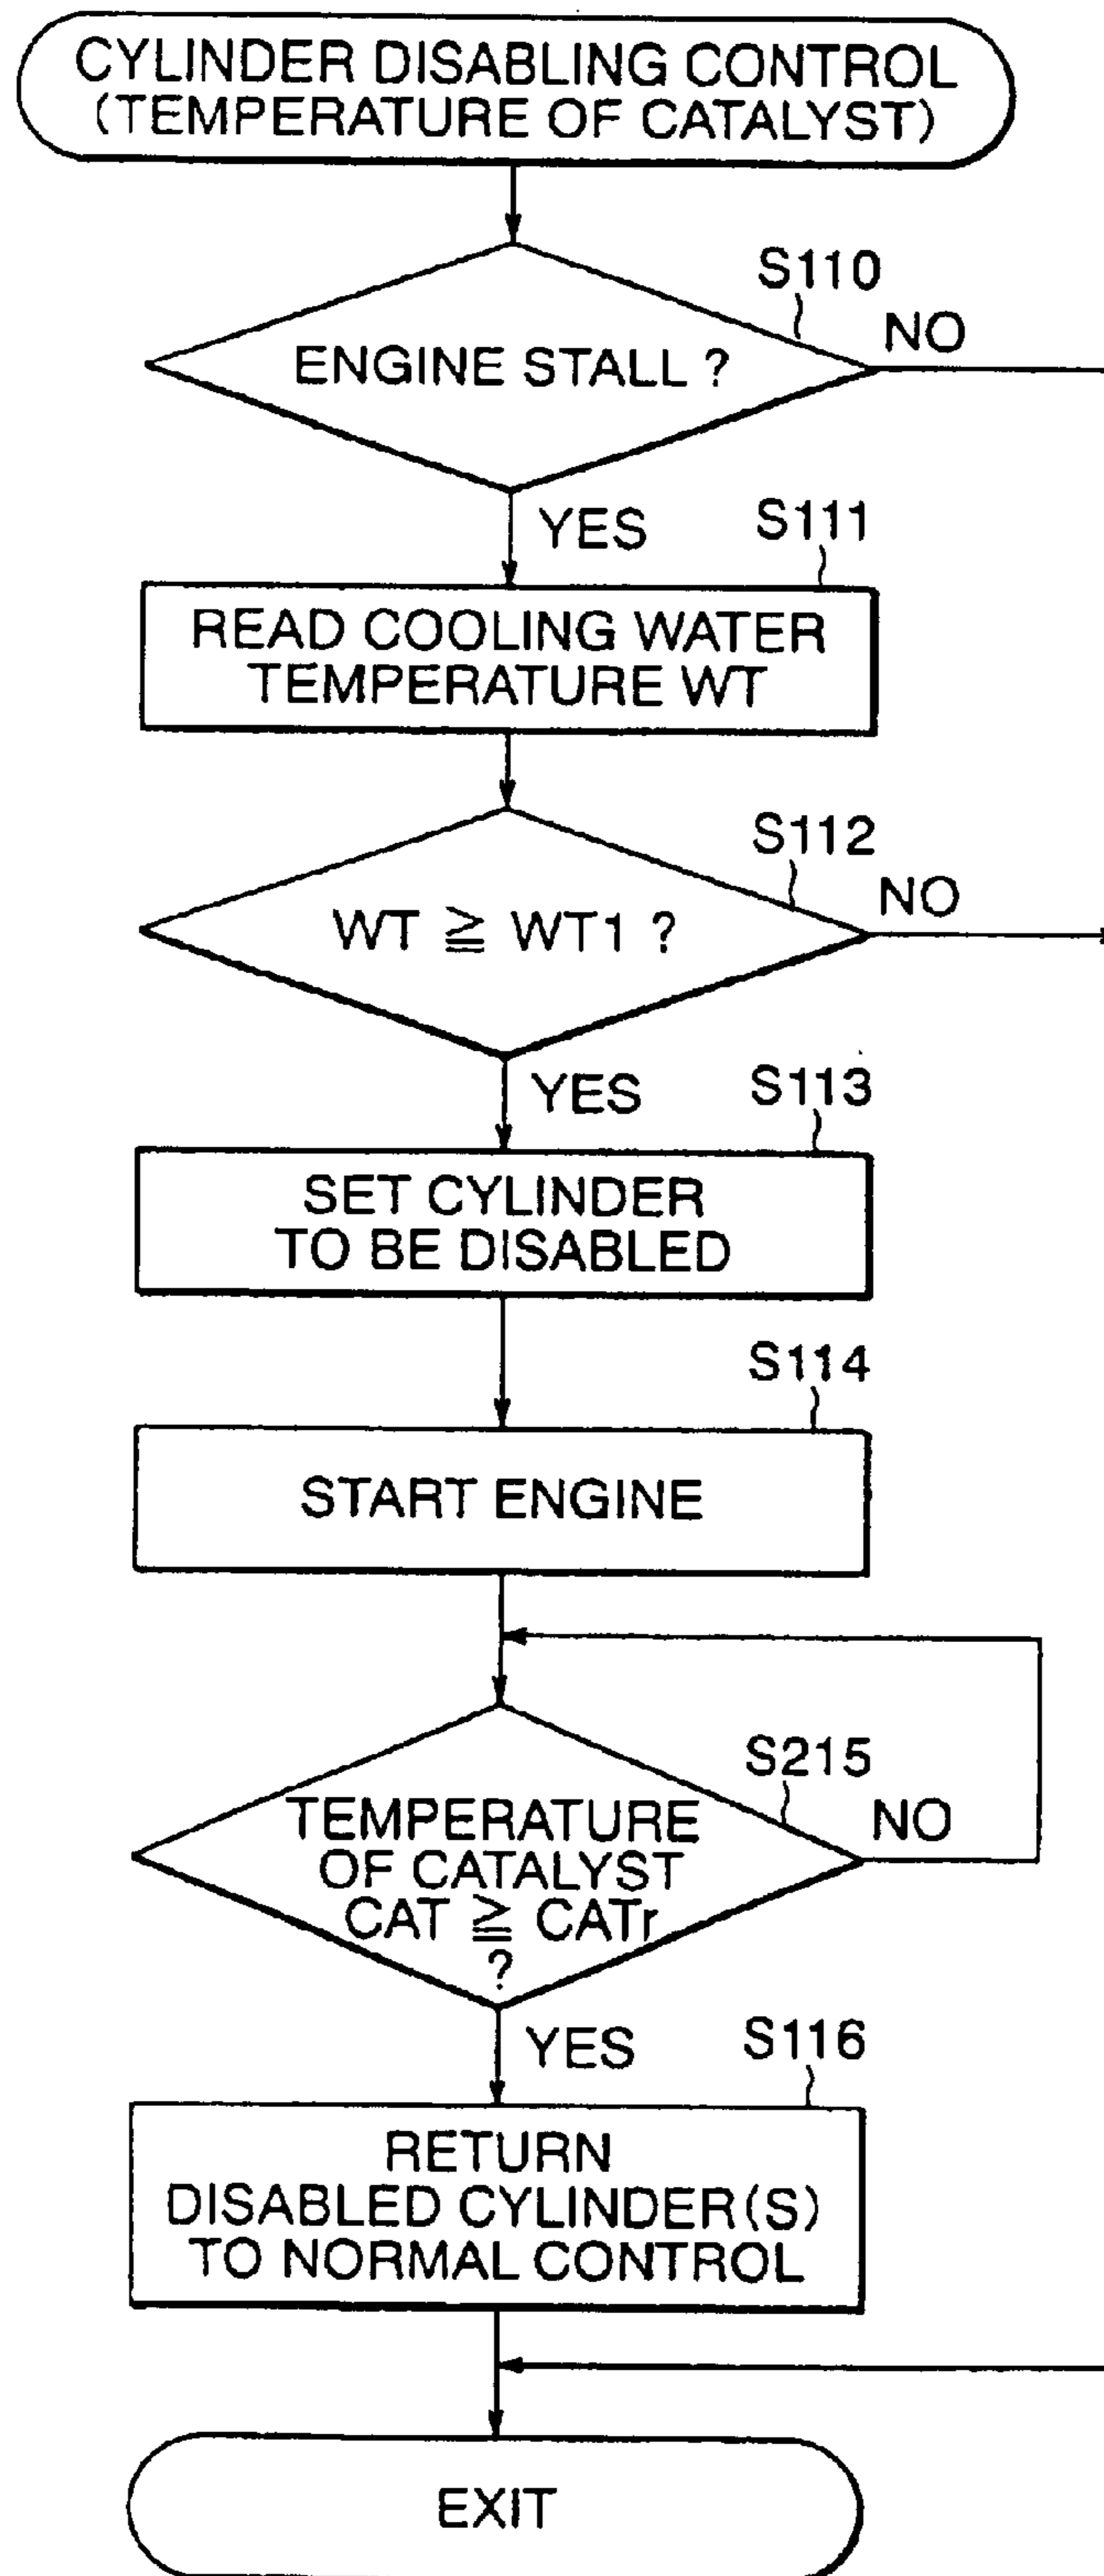 CYLINDER DISABLING CONTROL
(TEMPERATURE OF CATALYST)
S110
ENGINE STALL ?
NO
YES
S111
READ COOLING WATER
TEMPERATURE WT
S112
WT ≧ WT1 ?
NO
YES
S113
SET CYLINDER
TO BE DISABLED
S114
START ENGINE
S215
TEMPERATURE
OF CATALYST
CAT ≧ CATr
?
NO
YES
S116
RETURN
DISABLED CYLINDER(S)
TO NORMAL CONTROL
EXIT